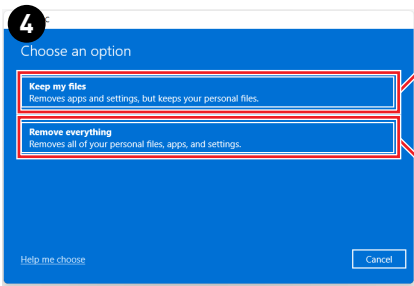 4
Choose an option
Keep my files
Removes apps and settings, but keeps your personal files.
Remove everything
Removes all of your personal files, apps, and settings.
Help me choose
Cancel